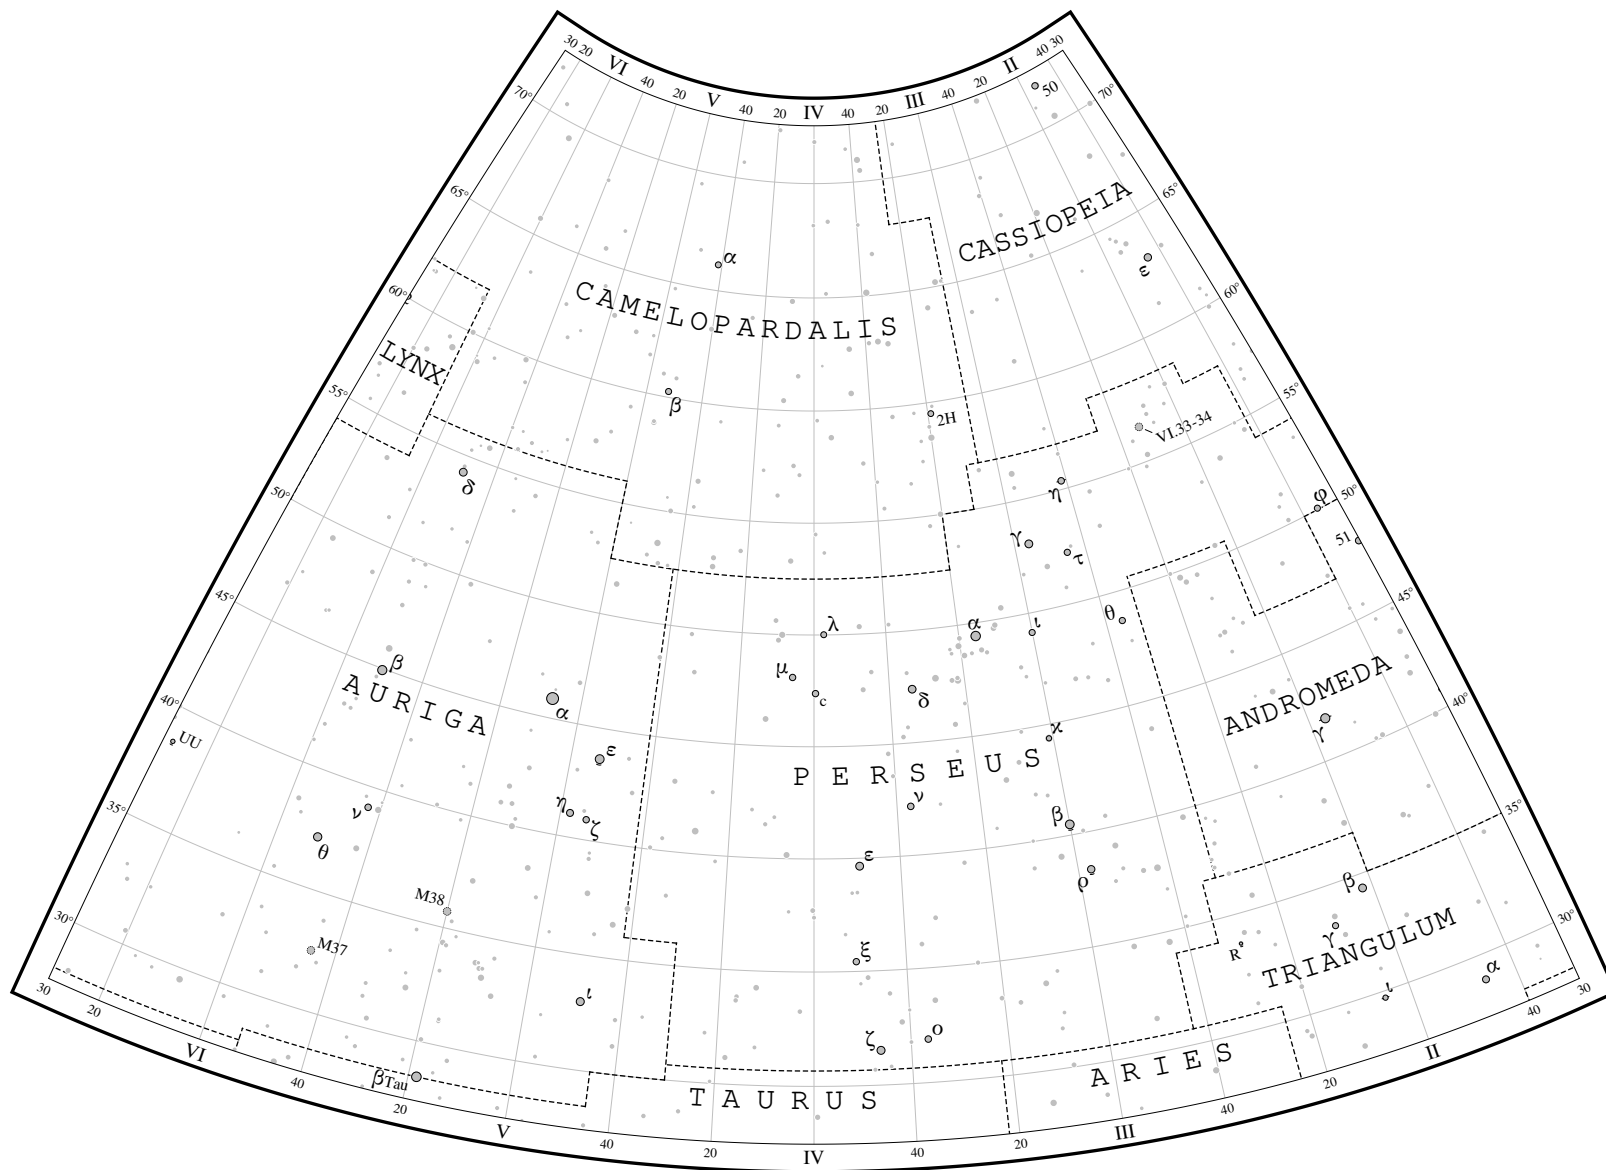 30 20 VI 40 20 V 40 20 IV 40 20 III 40 20 II 40 30
70°
70°
50
65°
65°
CASSIOPEIA
α
ε
CAMELOPARDALIS
60°
60°
LYNX
55°
55°
β
2H
VI.33-34
δ
η
50°
50°
φ
51
γ
τ
45°
45°
λ
α
ι
θ
β
μ
c
δ
AURIGA
α
ANDROMEDA
γ
40°
40°
UU
ε
κ
PERSEUS
ν
η
ζ
ν
β
35°
35°
θ
ε
ρ
β
M38
30°
30°
M37
ξ
γ
R
TRIANGULUM
α
ι
ι
ζ
ο
ARIES
βTau
TAURUS
30 20 VI 40 20 V 40 20 IV 40 20 III 40 20 II 40 30